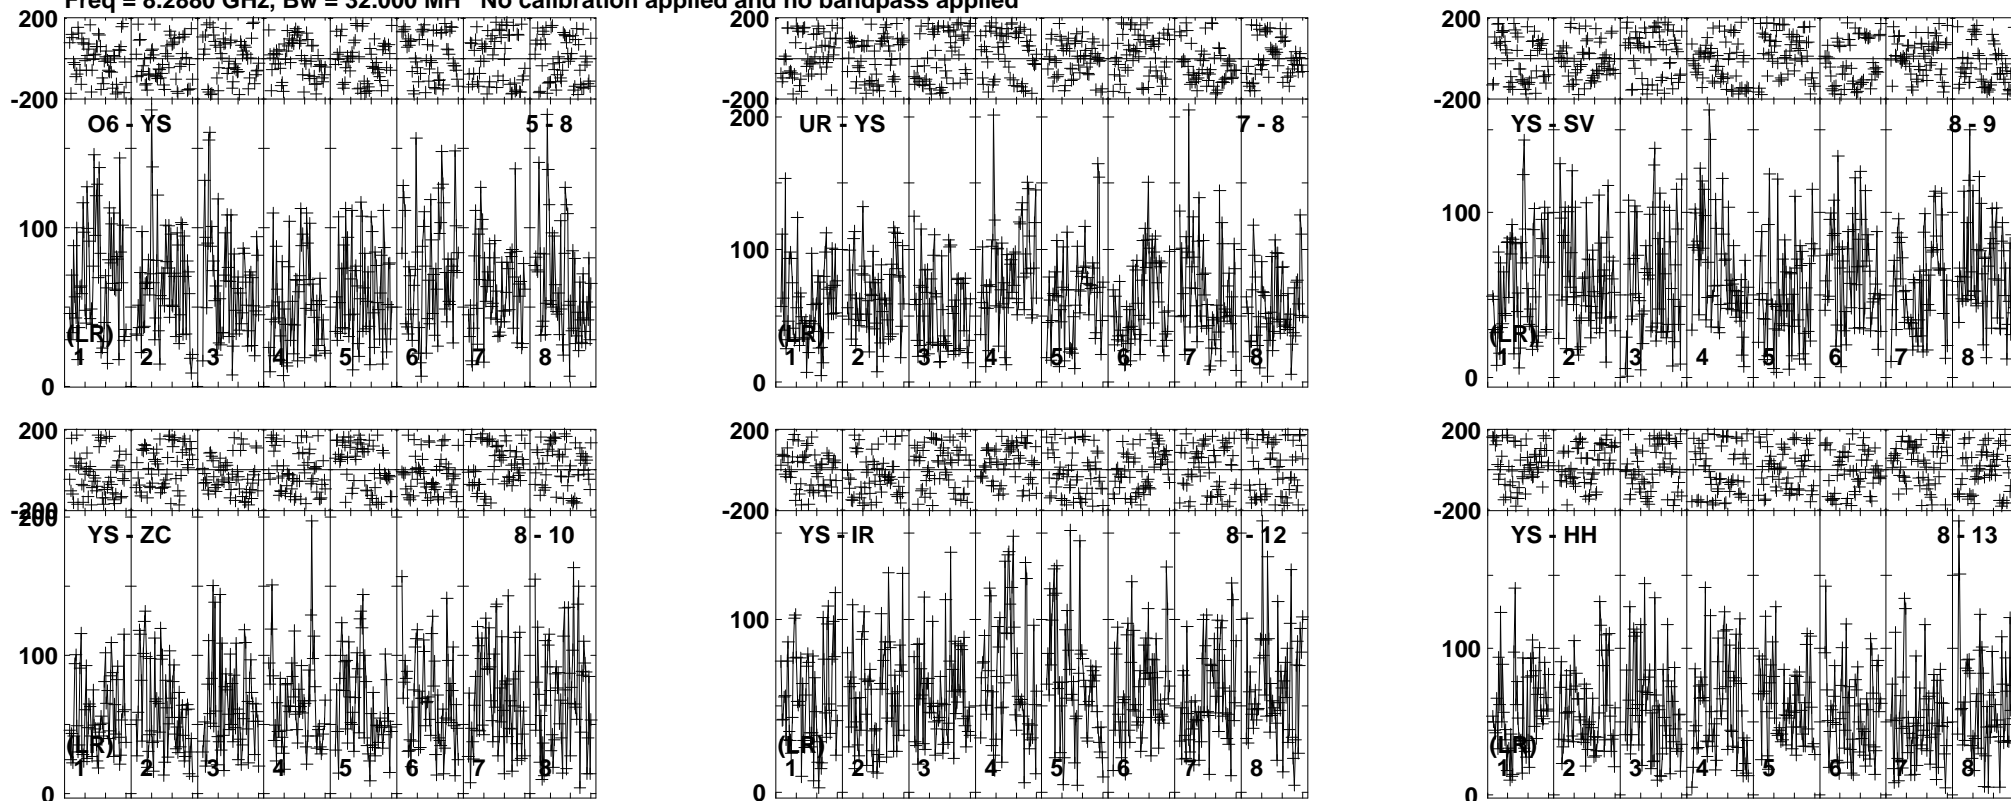 Freq = 8.2880 GHz, Bw = 32.000 MH No calibration applied and no bandpass applied
200
-200
O6 - YS
5 - 8
100
(LR)
1 2 3 4 5 6 7 8
0
200
-200
200
UR - YS
7 - 8
100
(LR)
1 2 3 4 5 6 7 8
0
200
-200
YS - SV
8 - 9
100
(LR)
1 2 3 4 5 6 7 8
0
200
-200
200
YS - ZC
8 - 10
100
(LR)
1 2 3 4 5 6 7 8
0
200
-200
YS - IR
8 - 12
100
(LR)
1 2 3 4 5 6 7 8
0
200
-200
YS - HH
8 - 13
100
(LR)
1 2 3 4 5 6 7 8
0